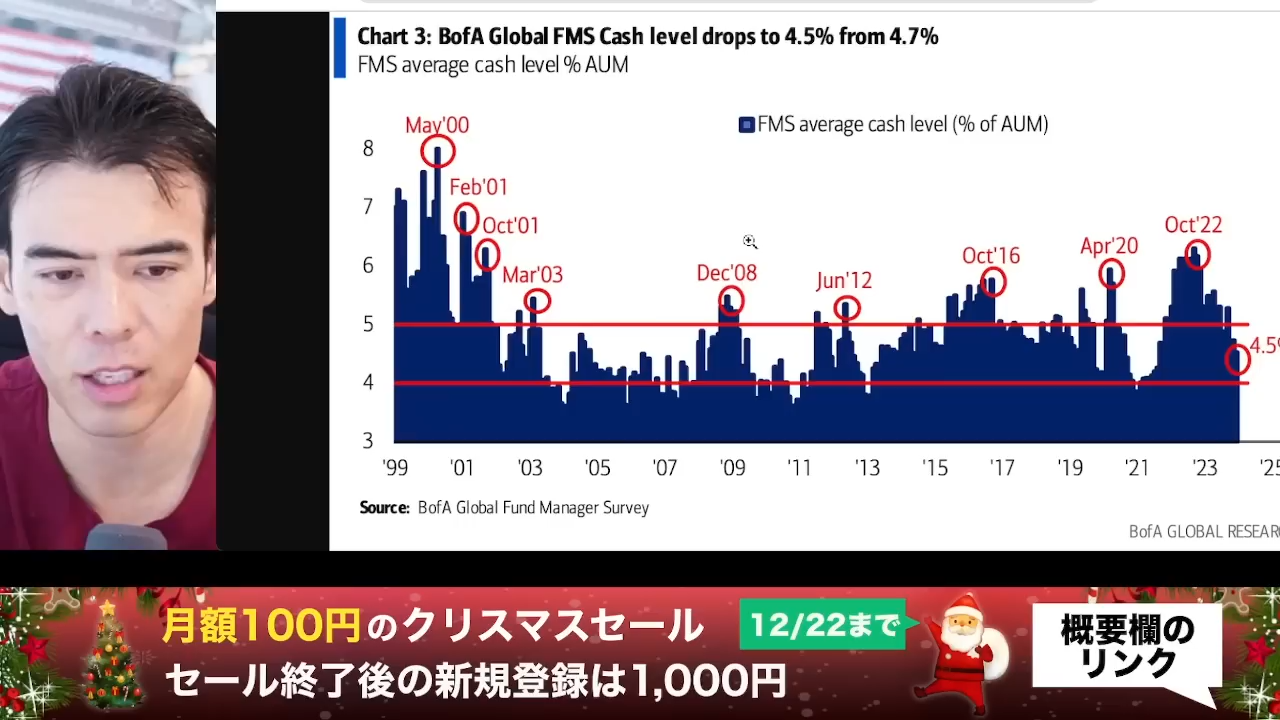 Chart 3: BofA Global FMS Cash level drops to 4.5% from 4.7%
FMS average cash level % AUM
FMS average cash level (% of AUM)
May'00
Feb'01
Oct'01
Mar'03
Dec'08
Jun'12
Oct'16
Apr'20
Oct'22
4.5%
8
7
6
5
4
3
'99 '01 '03 '05 '07 '09 '11 '13 '15 '17 '19 '21 '23 '25
Source: BofA Global Fund Manager Survey
BofA GLOBAL RESEAR
月額100円のクリスマスセール
12/22まで
セール終了後の新規登録は1,000円
概要欄の
リンク